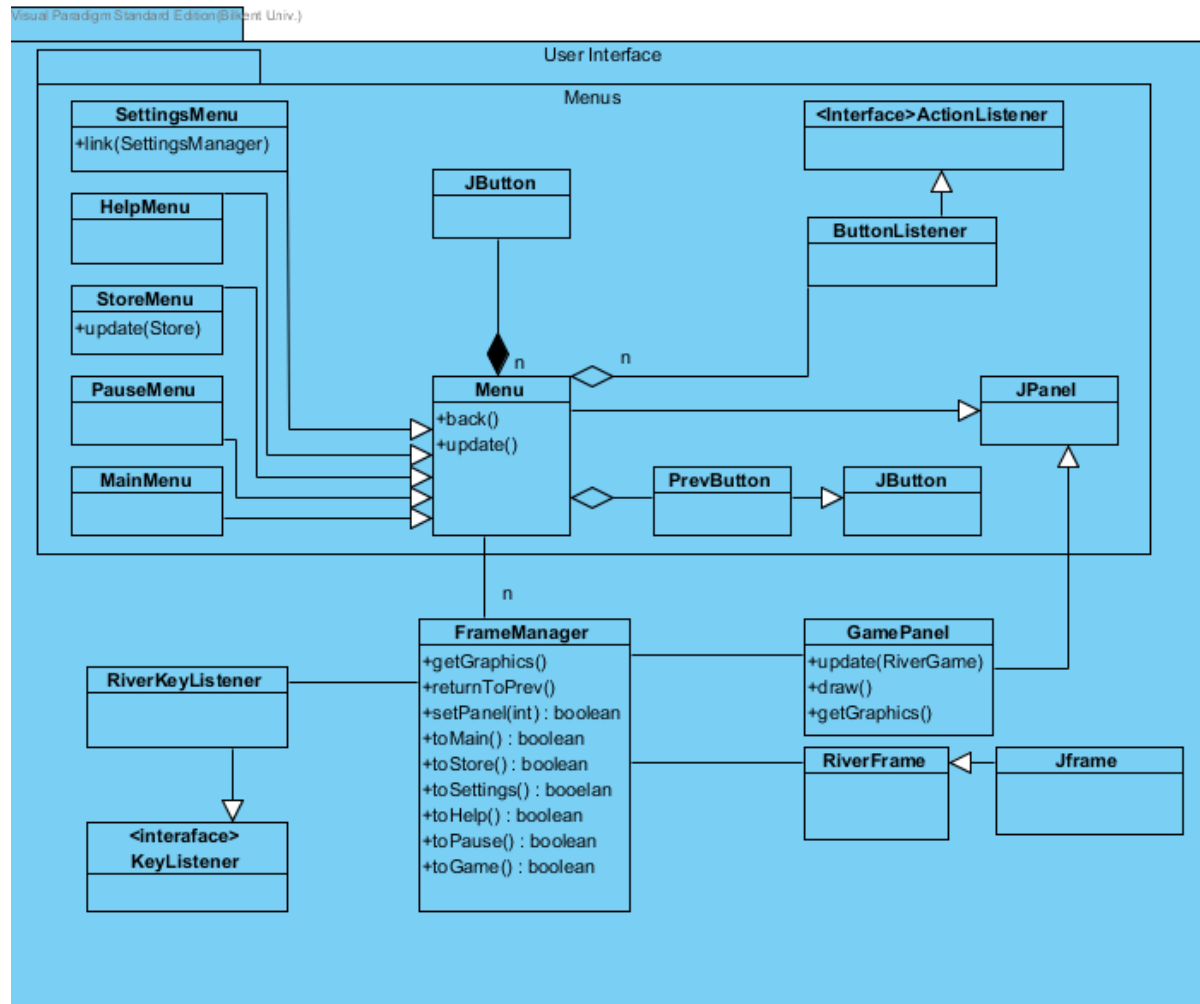 Visual Paradigm Standard Edition(Bilkent Univ.)
User Interface
Menus
SettingsMenu
+link(SettingsManager)
HelpMenu
StoreMenu
+update(Store)
PauseMenu
MainMenu
JButton
<Interface>ActionListener
ButtonListener
n
n
Menu
+back()
+update()
JPanel
PrevButton
JButton
n
FrameManager
+getGraphics()
+returnToPrev()
+setPanel(int) : boolean
+toMain() : boolean
+toStore() : boolean
+toSettings() : booelan
+toHelp() : boolean
+toPause() : boolean
+toGame() : boolean
GamePanel
+update(RiverGame)
+draw()
+getGraphics()
RiverKeyListener
RiverFrame
Jframe
<interaface>
KeyListener